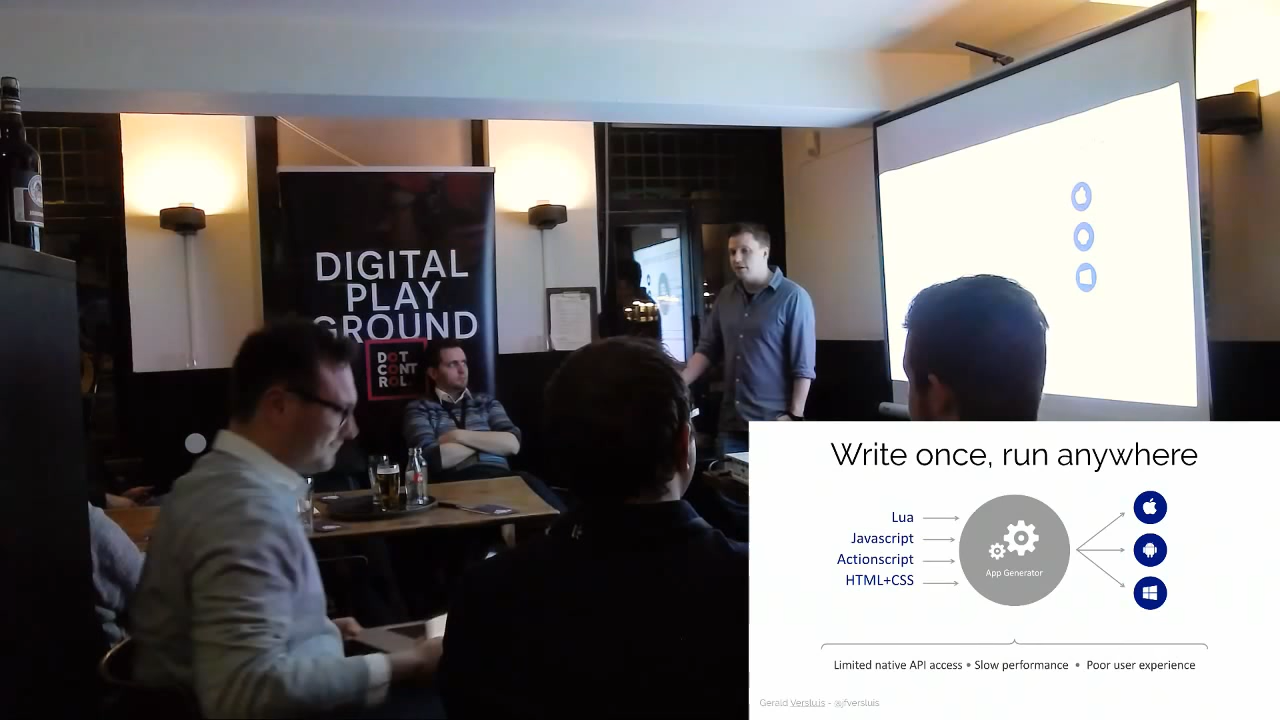 DIGITAL
PLAY
GROUND
DOT
CONT
ROL
Write once, run anywhere
Lua
Javascript
Actionscript
HTML+CSS
App Generator
Limited native API access • Slow performance • Poor user experience
Gerald Versluis - @jfversluis